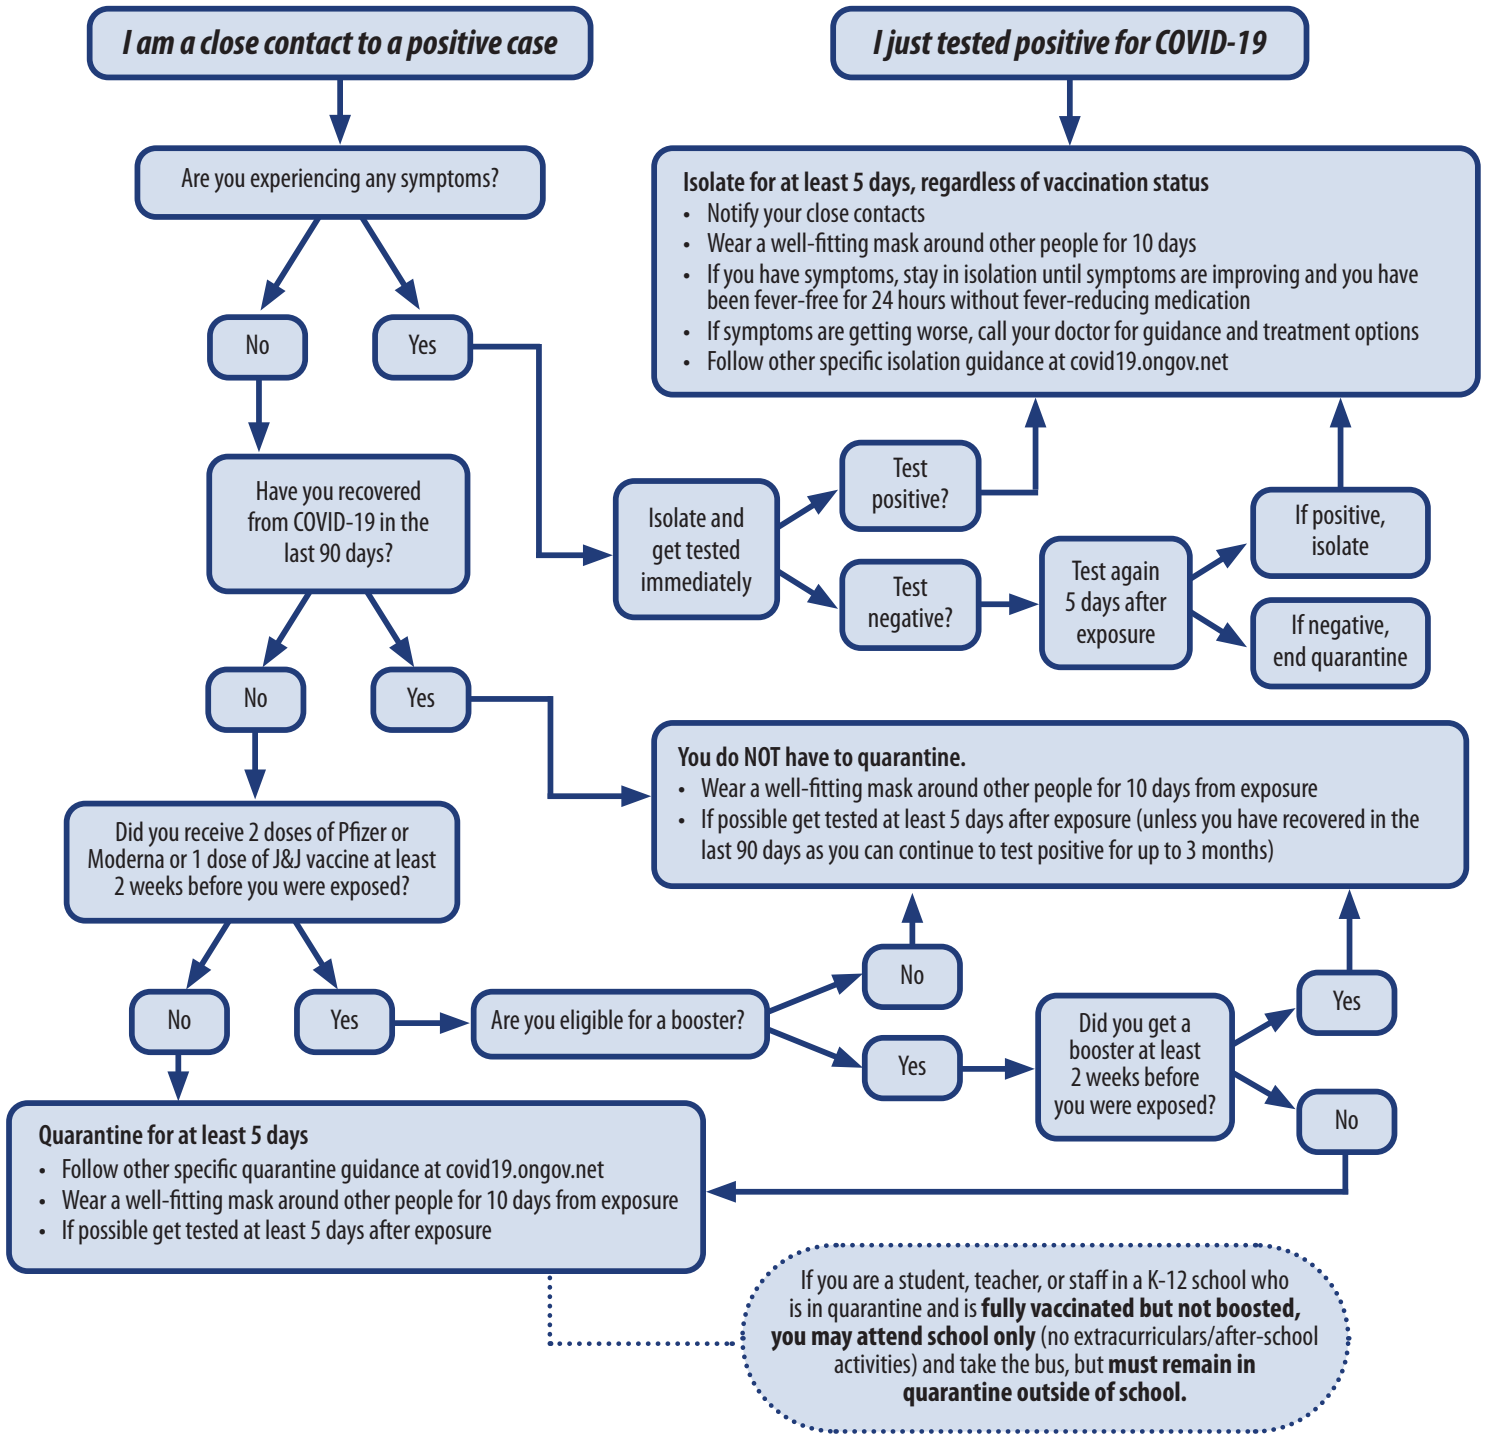 I am a close contact to a positive case
I just tested positive for COVID-19
Are you experiencing any symptoms?
Isolate for at least 5 days, regardless of vaccination status
• Notify your close contacts
• Wear a well-fitting mask around other people for 10 days
• If you have symptoms, stay in isolation until symptoms are improving and you have
been fever-free for 24 hours without fever-reducing medication
• If symptoms are getting worse, call your doctor for guidance and treatment options
• Follow other specific isolation guidance at covid19.ongov.net
No
Yes
Have you recovered
from COVID-19 in the
last 90 days?
Isolate and
get tested
immediately
Test
positive?
Test
negative?
Test again
5 days after
exposure
If positive,
isolate
If negative,
end quarantine
No
Yes
You do NOT have to quarantine.
• Wear a well-fitting mask around other people for 10 days from exposure
• If possible get tested at least 5 days after exposure (unless you have recovered in the
last 90 days as you can continue to test positive for up to 3 months)
Did you receive 2 doses of Pfizer or
Moderna or 1 dose of J&J vaccine at least
2 weeks before you were exposed?
No
Yes
Are you eligible for a booster?
No
Yes
Did you get a
booster at least
2 weeks before
you were exposed?
Yes
No
Quarantine for at least 5 days
• Follow other specific quarantine guidance at covid19.ongov.net
• Wear a well-fitting mask around other people for 10 days from exposure
• If possible get tested at least 5 days after exposure
If you are a student, teacher, or staff in a K-12 school who
is in quarantine and is fully vaccinated but not boosted,
you may attend school only (no extracurriculars/after-school
activities) and take the bus, but must remain in
quarantine outside of school.